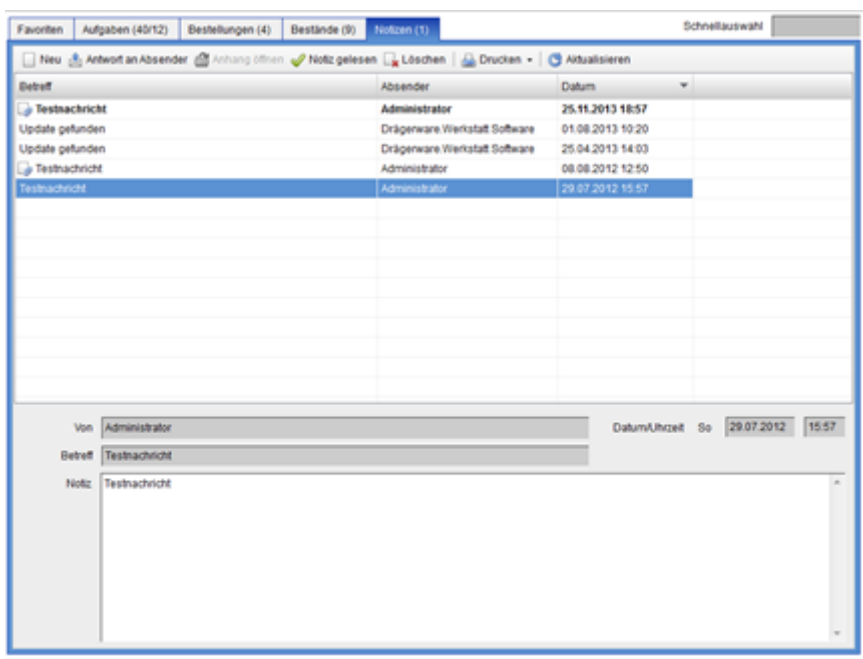 Favoriten Aufgaben (40/12) Bestellungen (4) Bestände (9) Notizen (1) Schnellauswahl
Neu Antwort an Absender Anhang öffnen Notiz gelesen Löschen Drucken Aktualisieren
Betreff Absender Datum
Testnachricht Administrator 25.11.2013 18:57
Update gefunden Drägerware.Werkstatt Software 01.08.2013 10:20
Update gefunden Drägerware.Werkstatt Software 25.04.2013 14:03
Testnachricht Administrator 08.08.2012 12:50
Testnachricht Administrator 29.07.2012 15:57
Von Administrator Datum/Uhrzeit So 29.07.2012 15:57
Betreff Testnachricht
Notiz Testnachricht